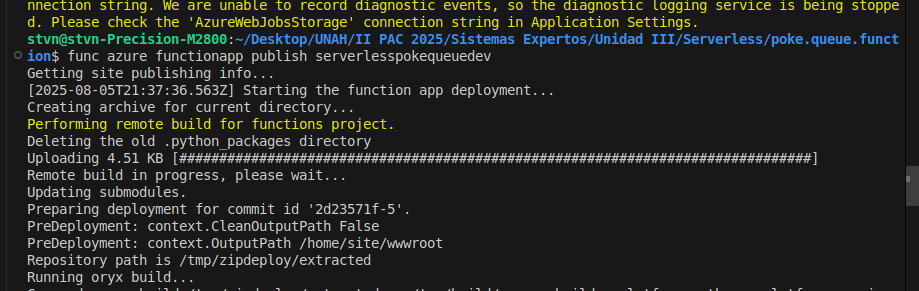 nnection string. We are unable to record diagnostic events, so the diagnostic logging service is being stoppe
d. Please check the 'AzureWebJobsStorage' connection string in Application Settings.
stvn@stvn-Precision-M2800:~/Desktop/UNAH/II PAC 2025/Sistemas Expertos/Unidad III/Serverless/poke.queue.funct
ion$ func azure functionapp publish serverlesspokequeuedev
Getting site publishing info...
[2025-08-05T21:37:36.563Z] Starting the function app deployment...
Creating archive for current directory...
Performing remote build for functions project.
Deleting the old .python_packages directory
Uploading 4.51 KB [##############################################################################]
Remote build in progress, please wait...
Updating submodules.
Preparing deployment for commit id '2d23571f-5'.
PreDeployment: context.CleanOutputPath False
PreDeployment: context.OutputPath /home/site/wwwroot
Repository path is /tmp/zipdeploy/extracted
Running oryx build...